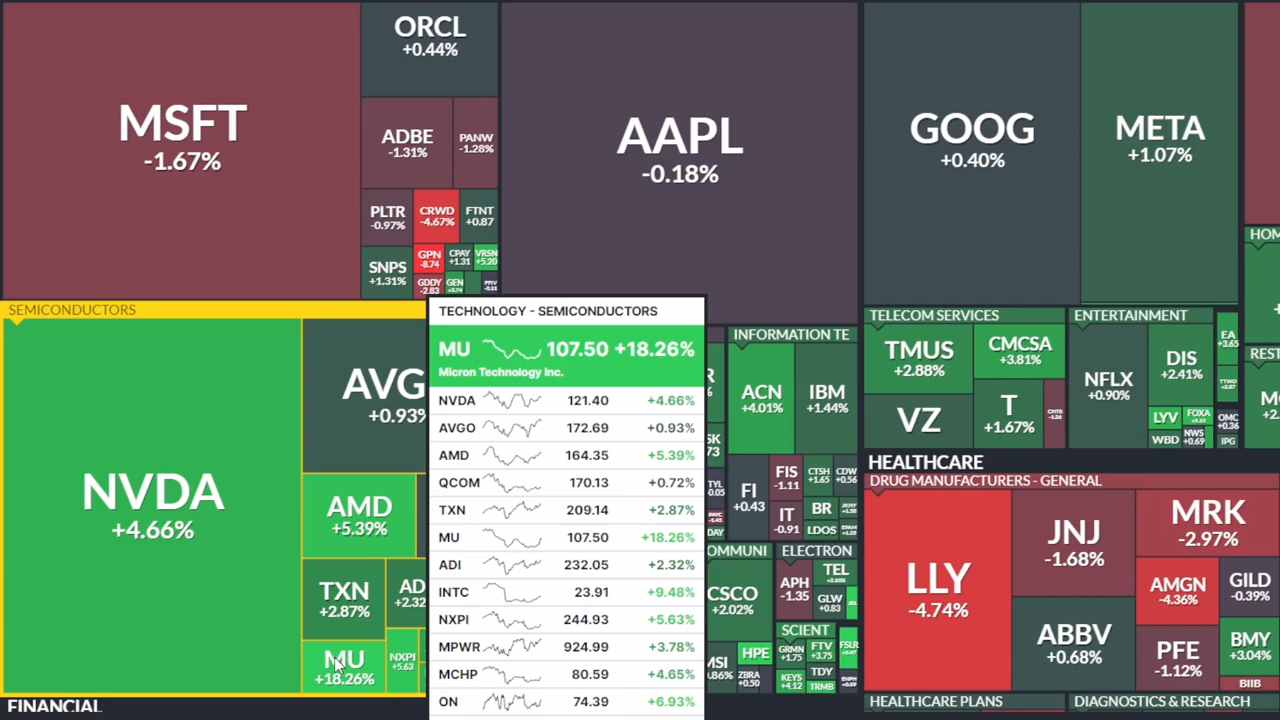 MSFT
-1.67%
ORCL
+0.44%
ADBE
-1.31%
PANW
-1.28%
PLTR
-0.97%
CRWD
-4.67%
FTNT
+0.87
SNPS
+1.31%
GPN
-8.74
CPAY
+1.31
VRSN
+5.20
GDDY
-2.83
GEN
AAPL
-0.18%
GOOG
+0.40%
META
+1.07%
HOM
SEMICONDUCTORS
NVDA
+4.66%
AVG
+0.93%
AMD
+5.39%
TXN
+2.87%
AD
+2.32
MU
+18.26%
NXPI
+5.63
TECHNOLOGY - SEMICONDUCTORS
MU 107.50 +18.26%
Micron Technology Inc.
NVDA 121.40 +4.66%
AVGO 172.69 +0.93%
AMD 164.35 +5.39%
QCOM 170.13 +0.72%
TXN 209.14 +2.87%
MU 107.50 +18.26%
ADI 232.05 +2.32%
INTC 23.91 +9.48%
NXPI 244.93 +5.63%
MPWR 924.99 +3.78%
MCHP 80.59 +4.65%
ON 74.39 +6.93%
INFORMATION TE
ACN
+4.01%
IBM
+1.44%
FI
+0.43
FIS
-1.11
CTSH
+1.65
CDW
+0.56
IT
-0.91
BR
LDOS
OMMUNI
CSCO
+2.02%
MSI
0.86%
HPE
ZBRA
+0.50
ELECTRON
APH
-1.35
TEL
GLW
+0.83
SCIENT
GRMN
+1.75
FTV
+3.75
KEYS
+4.12
TDY
TRMB
FSLR
TELECOM SERVICES
TMUS
+2.88%
CMCSA
+3.81%
VZ
T
+1.67%
ENTERTAINMENT
NFLX
+0.90%
DIS
+2.41%
LYV
FOXA
WBD
NWS
+0.69
EA
+3.65
OMC
+0.36
IPG
REST
HEALTHCARE
DRUG MANUFACTURERS - GENERAL
LLY
-4.74%
JNJ
-1.68%
MRK
-2.97%
AMGN
-4.36%
GILD
-0.39%
ABBV
+0.68%
PFE
-1.12%
BMY
+3.04%
BIIB
HEALTHCARE PLANS
DIAGNOSTICS & RESEARCH
FINANCIAL